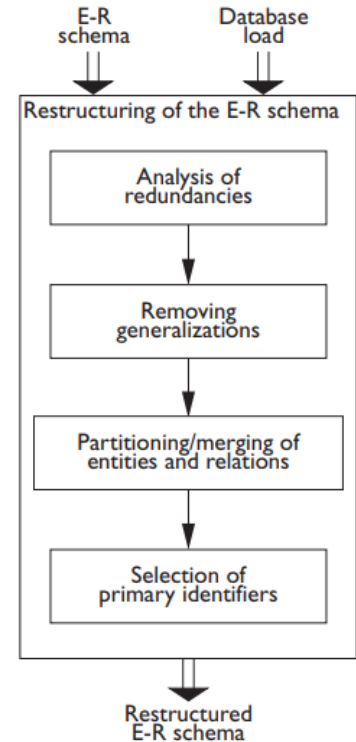 E-R
schema
Database
load
Restructuring of the E-R schema
Analysis of
redundancies
Removing
generalizations
Partitioning/merging of
entities and relations
Selection of
primary identifiers
Restructured
E-R schema